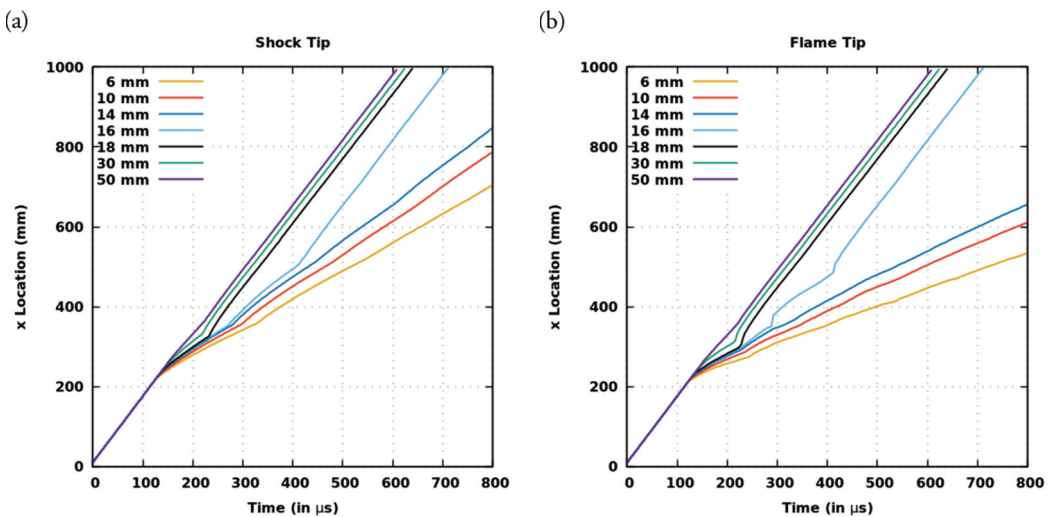 (a)
Shock Tip
1000
800
600
400
200
0
x Location (mm)
6 mm
10 mm
14 mm
16 mm
18 mm
30 mm
50 mm
0 100 200 300 400 500 600 700 800
Time (in µs)
(b)
Flame Tip
1000
800
600
400
200
0
x Location (mm)
6 mm
10 mm
14 mm
16 mm
18 mm
30 mm
50 mm
0 100 200 300 400 500 600 700 800
Time (in µs)